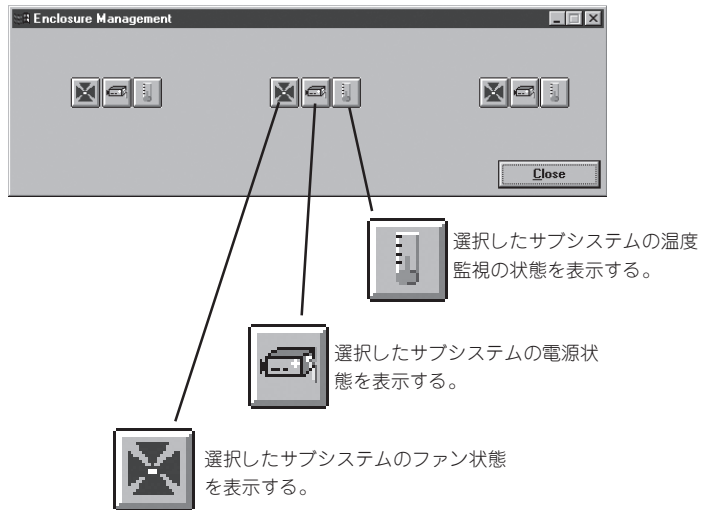 Enclosure Management
Close
選択したサブシステムの温度
監視の状態を表示する。
選択したサブシステムの電源状
態を表示する。
選択したサブシステムのファン状態
を表示する。